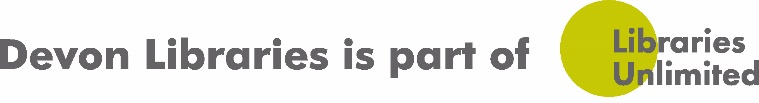 Devon Libraries is part of
Libraries
Unlimited